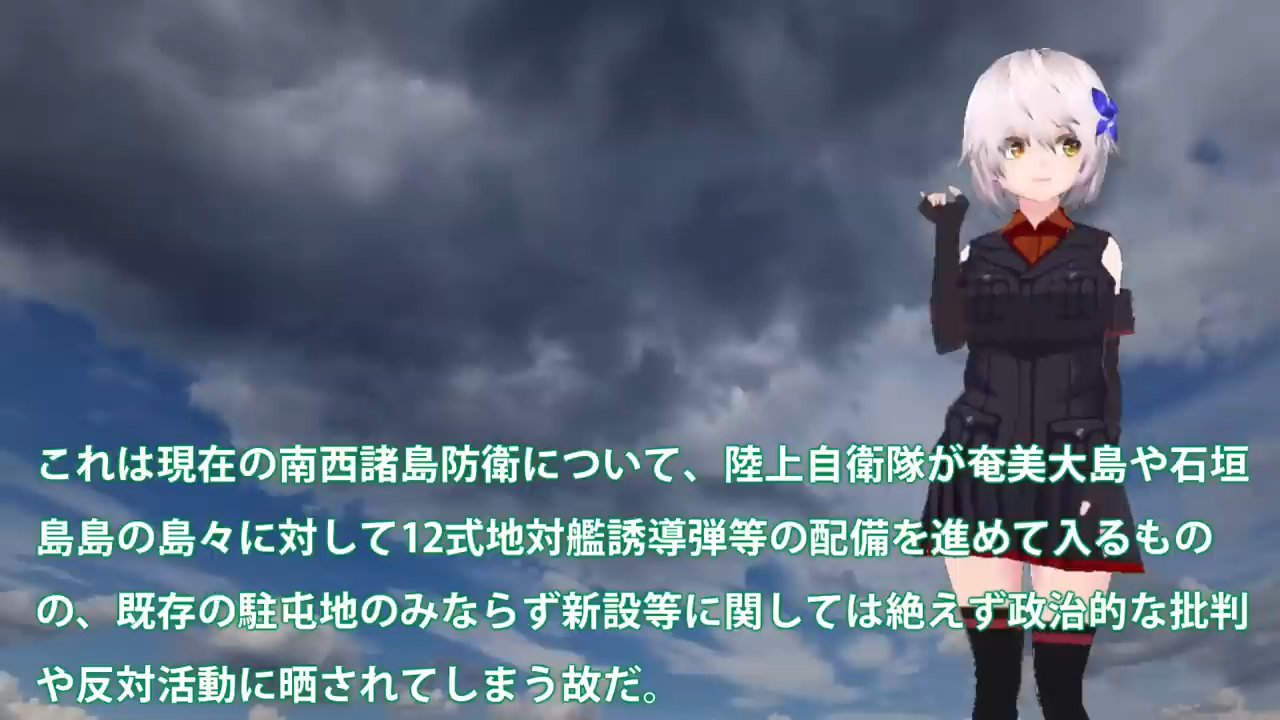 これは現在の南西諸島防衛について、陸上自衛隊が奄美大島や石垣
島島の島々に対して12式地対艦誘導弾等の配備を進めて入るもの
の、既存の駐屯地のみならず新設等に関しては絶えず政治的な批判
や反対活動に晒されてしまう故だ。